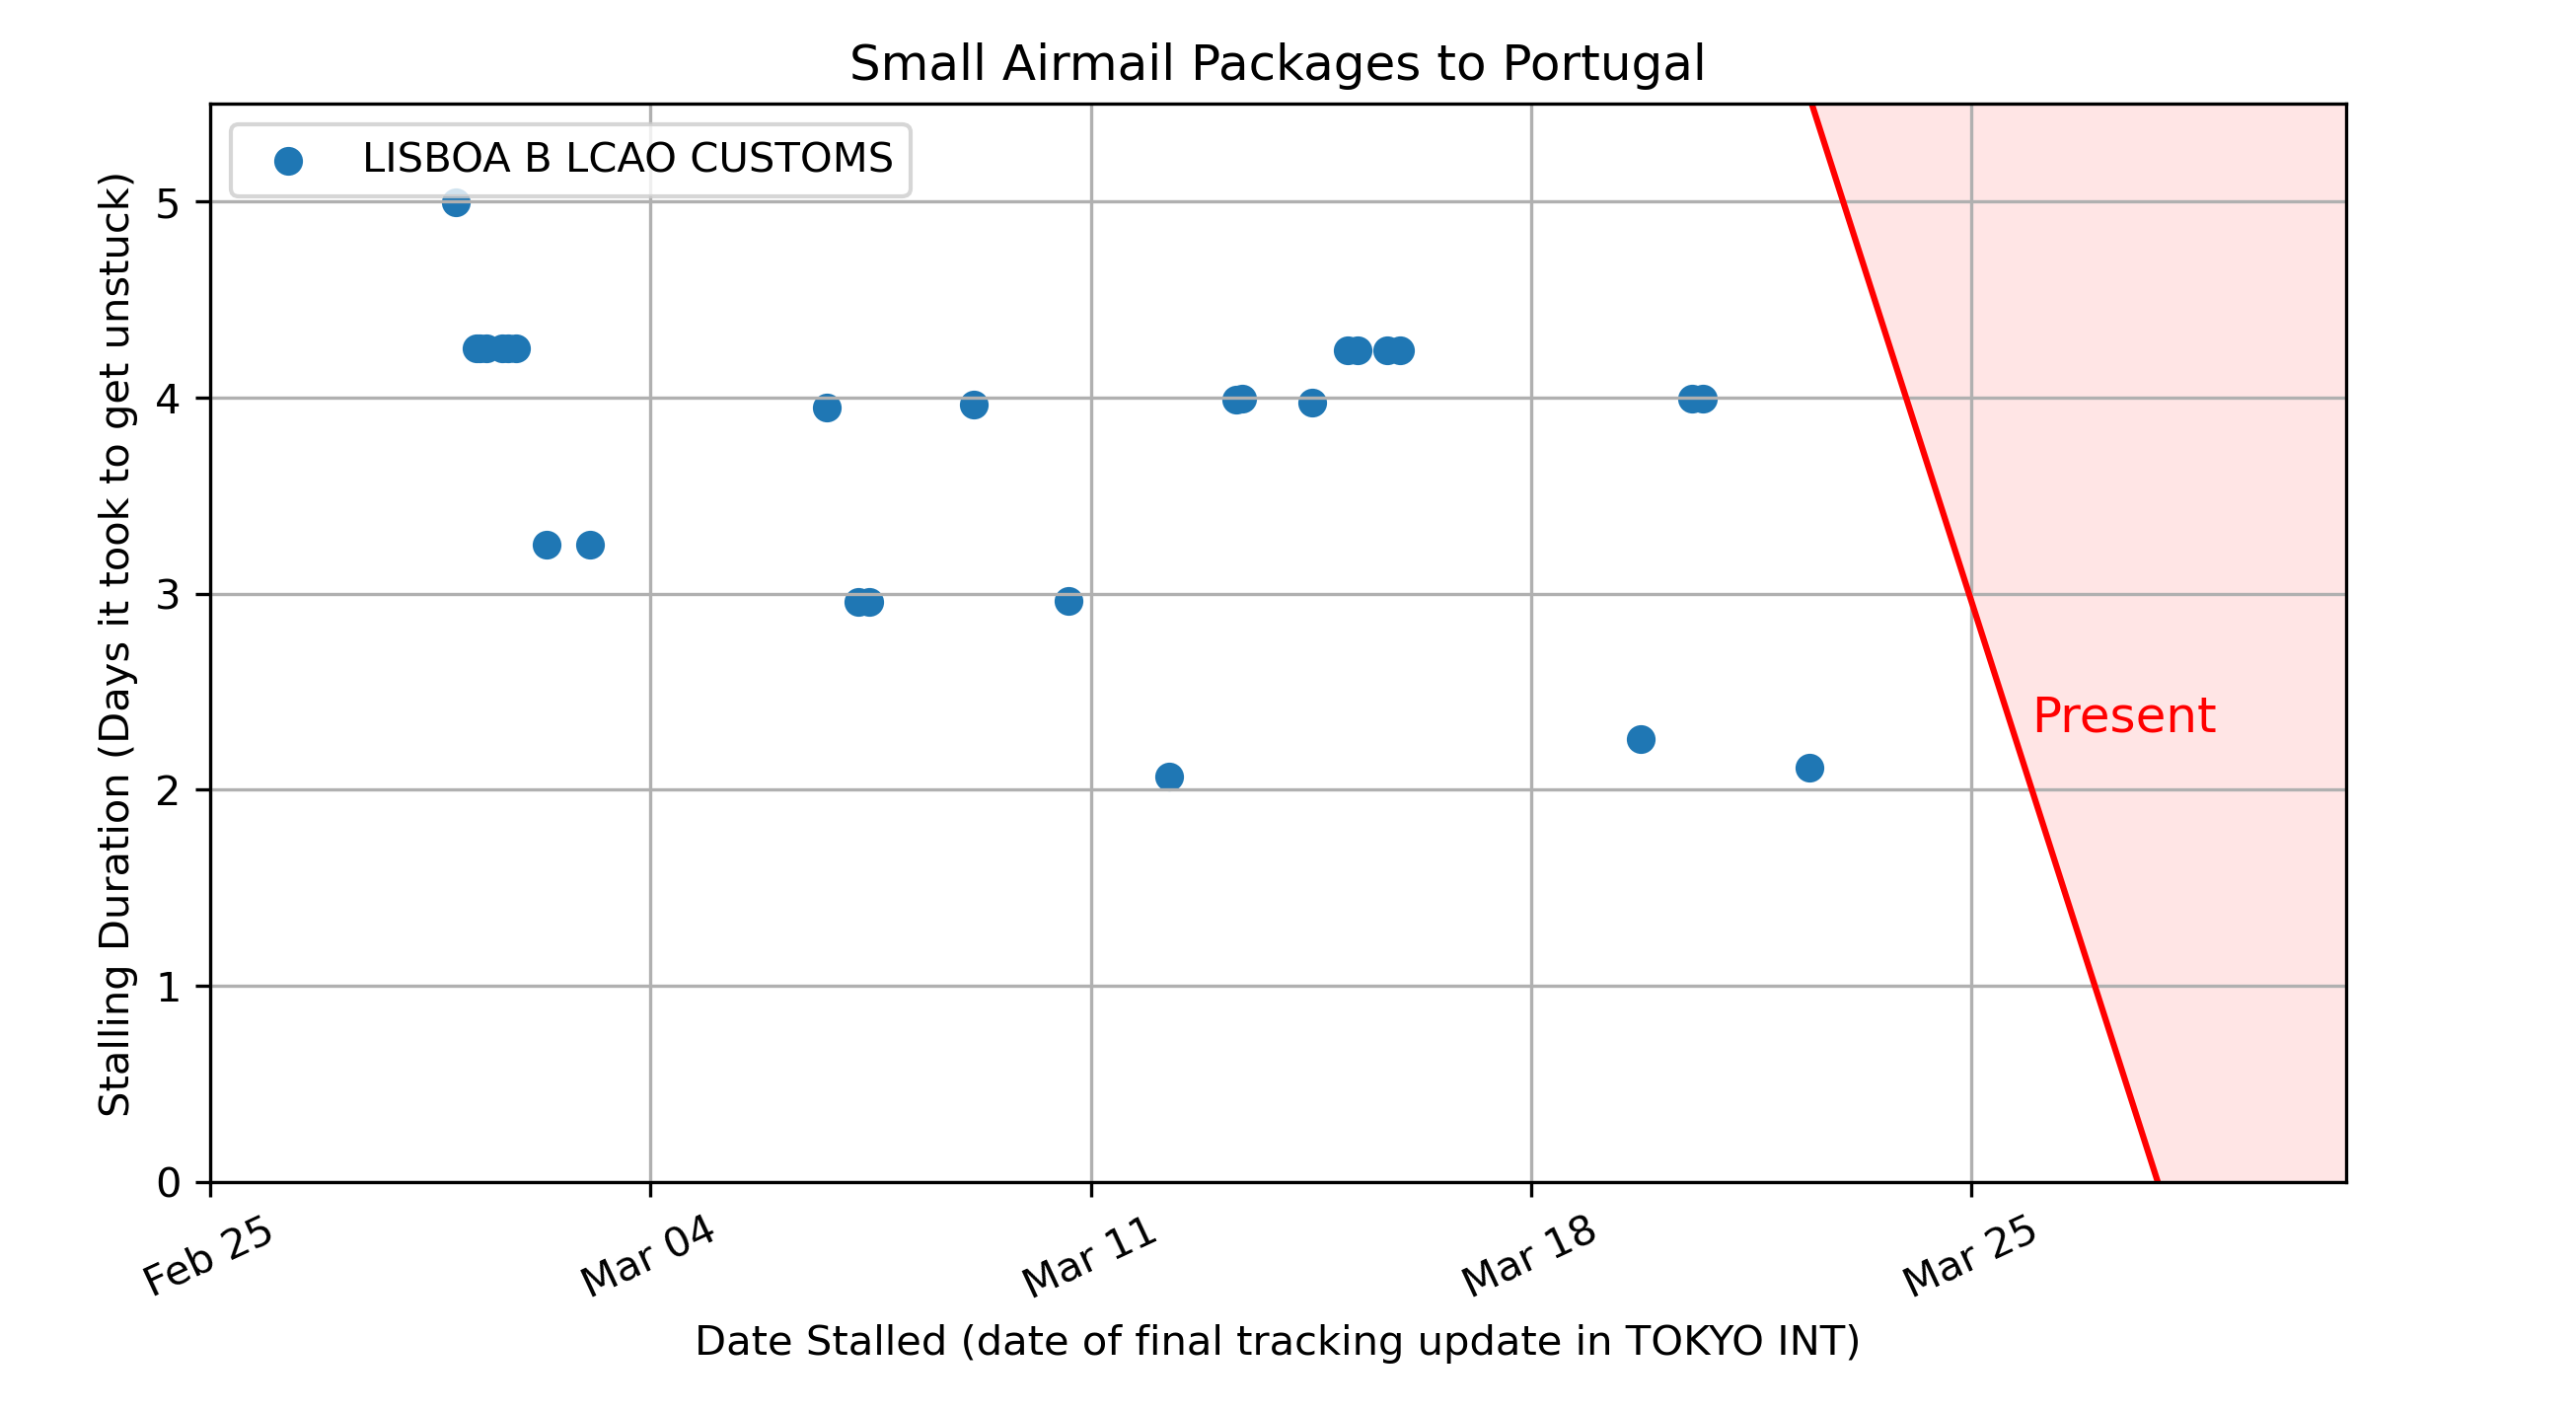 Small Airmail Packages to Portugal
LISBOA B LCAO CUSTOMS
Stalling Duration (Days it took to get unstuck)
5
4
3
2
1
0
Present
Feb 25
Mar 04
Mar 11
Mar 18
Mar 25
Date Stalled (date of final tracking update in TOKYO INT)